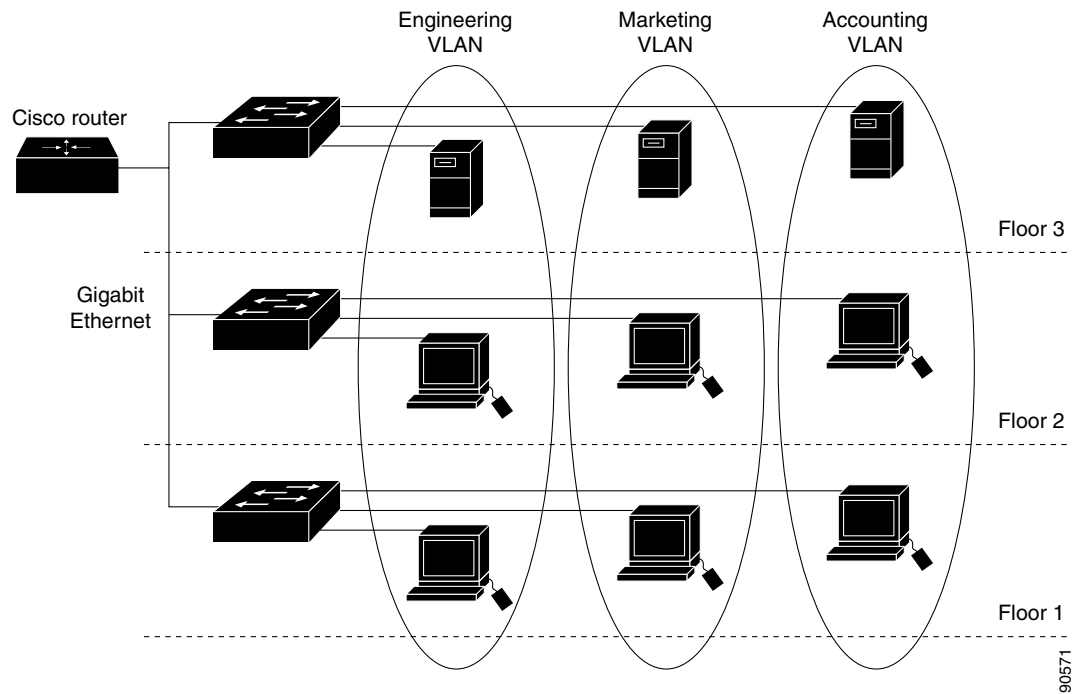 Engineering
VLAN
Marketing
VLAN
Accounting
VLAN
Cisco router
Floor 3
Gigabit
Ethernet
Floor 2
Floor 1
90571